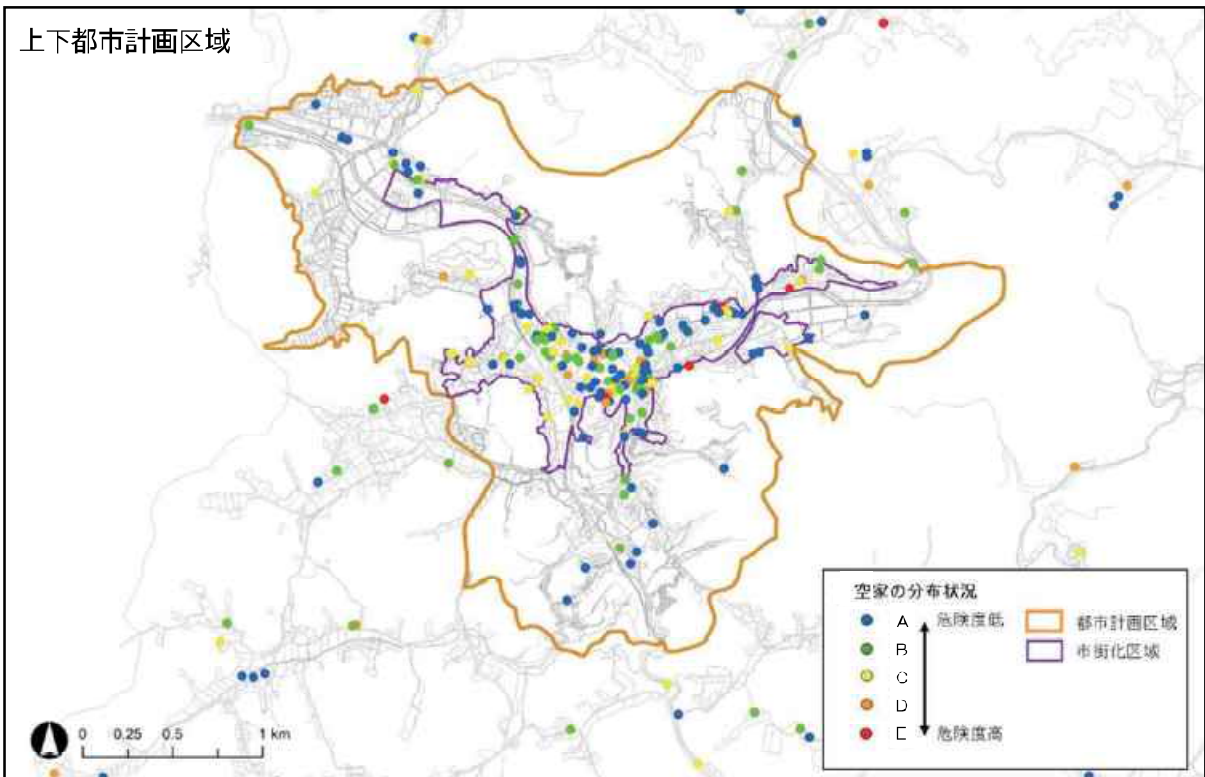 上下都市計画区域
空家の分布状況
A 危険度低
B
C
D
E 危険度高
都市計画区域
市街化区域
0 0.25 0.5 1 km